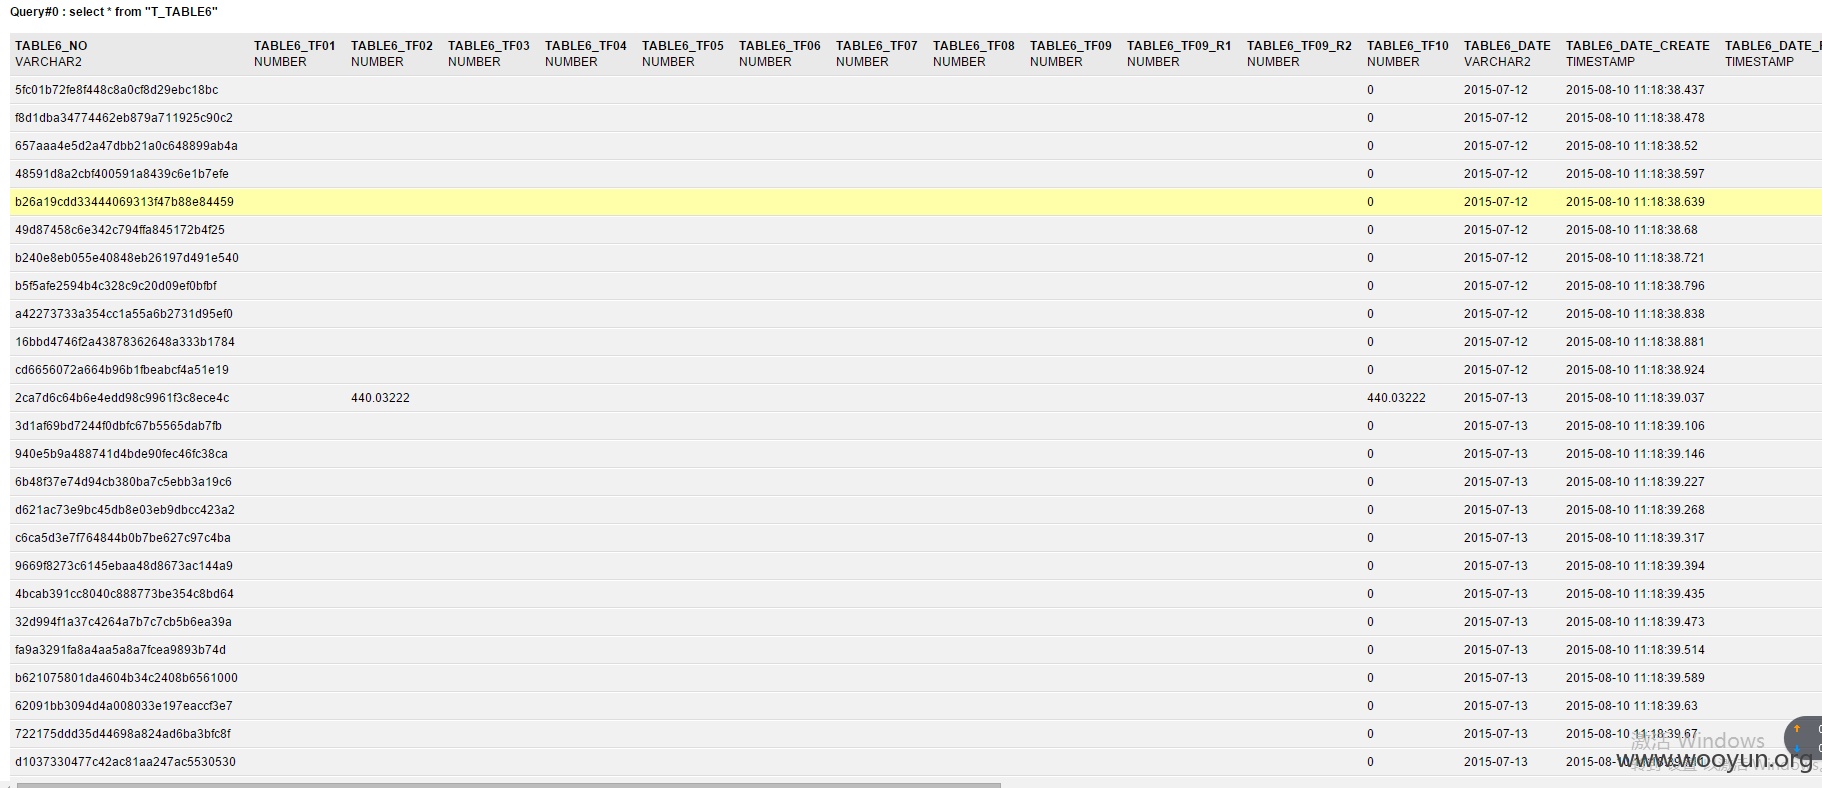 Query#0 : select * from "T_TABLE6"
TABLE6_NO TABLE6_TF01 TABLE6_TF02 TABLE6_TF03 TABLE6_TF04 TABLE6_TF05 TABLE6_TF06 TABLE6_TF07 TABLE6_TF08 TABLE6_TF09 TABLE6_TF09_R1 TABLE6_TF09_R2 TABLE6_TF10 TABLE6_DATE TABLE6_DATE_CREATE
VARCHAR2 NUMBER NUMBER NUMBER NUMBER NUMBER NUMBER NUMBER NUMBER NUMBER NUMBER NUMBER NUMBER VARCHAR2 TIMESTAMP TIMESTAMP
5fc01b72fe8f448c8a0cf8d29ebc18bc 0 2015-07-12 2015-08-10 11:18:38.437
f8d1dba34774462eb879a711925c90c2 0 2015-07-12 2015-08-10 11:18:38.478
657aaa4e5d2a47dbb21a0c648899ab4a 0 2015-07-12 2015-08-10 11:18:38.52
48591d8a2cbf400591a8439c6e1b7efe 0 2015-07-12 2015-08-10 11:18:38.597
b26a19cdd33444069313f47b88e84459 0 2015-07-12 2015-08-10 11:18:38.639
49d87458c6e342c794ffa845172b4f25 0 2015-07-12 2015-08-10 11:18:38.68
b240e8eb055e40848eb26197d491e540 0 2015-07-12 2015-08-10 11:18:38.721
b5f5afe2594b4c328c9c20d09ef0bfbf 0 2015-07-12 2015-08-10 11:18:38.796
a42273733a354cc1a55a6b2731d95ef0 0 2015-07-12 2015-08-10 11:18:38.838
16bbd4746f2a43878362648a333b1784 0 2015-07-12 2015-08-10 11:18:38.881
cd6656072a664b96b1fbeabcf4a51e19 0 2015-07-12 2015-08-10 11:18:38.924
2ca7d6c64b6e4edd98c9961f3c8ece4c 440.03222 440.03222 2015-07-13 2015-08-10 11:18:39.037
3d1af69bd7244f0dbfc67b5565dab7fb 0 2015-07-13 2015-08-10 11:18:39.106
940e5b9a488741d4bde90fec46fc38ca 0 2015-07-13 2015-08-10 11:18:39.146
6b48f37e74d94cb380ba7c5ebb3a19c6 0 2015-07-13 2015-08-10 11:18:39.227
d621ac73e9bc45db8e03eb9dbcc423a2 0 2015-07-13 2015-08-10 11:18:39.268
c6ca5d3e7f764844b0b7be627c97c4ba 0 2015-07-13 2015-08-10 11:18:39.317
9669f8273c6145ebaa48d8673ac144a9 0 2015-07-13 2015-08-10 11:18:39.394
4bcab391cc8040c888773be354c8bd64 0 2015-07-13 2015-08-10 11:18:39.435
32d994f1a37c4264a7b7c7cb5b6ea39a 0 2015-07-13 2015-08-10 11:18:39.473
fa9a3291fa8a4aa5a8a7fcea9893b74d 0 2015-07-13 2015-08-10 11:18:39.514
b621075801da4604b34c2408b6561000 0 2015-07-13 2015-08-10 11:18:39.589
62091bb3094d4a008033e197eaccf3e7 0 2015-07-13 2015-08-10 11:18:39.63
722175ddd35d44698a824ad6ba3bfc8f 0 2015-07-13 2015-08-10 11:18:39.67
激活 Windows
d1037330477c42ac81aa247ac5530530 0 2015-07-13
www.wooyun.org